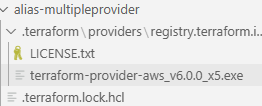 alias-multipleprovider
.terraform\providers\registry.terraform.i...
LICENSE.txt
terraform-provider-aws_v6.0.0_x5.exe
.terraform.lock.hcl